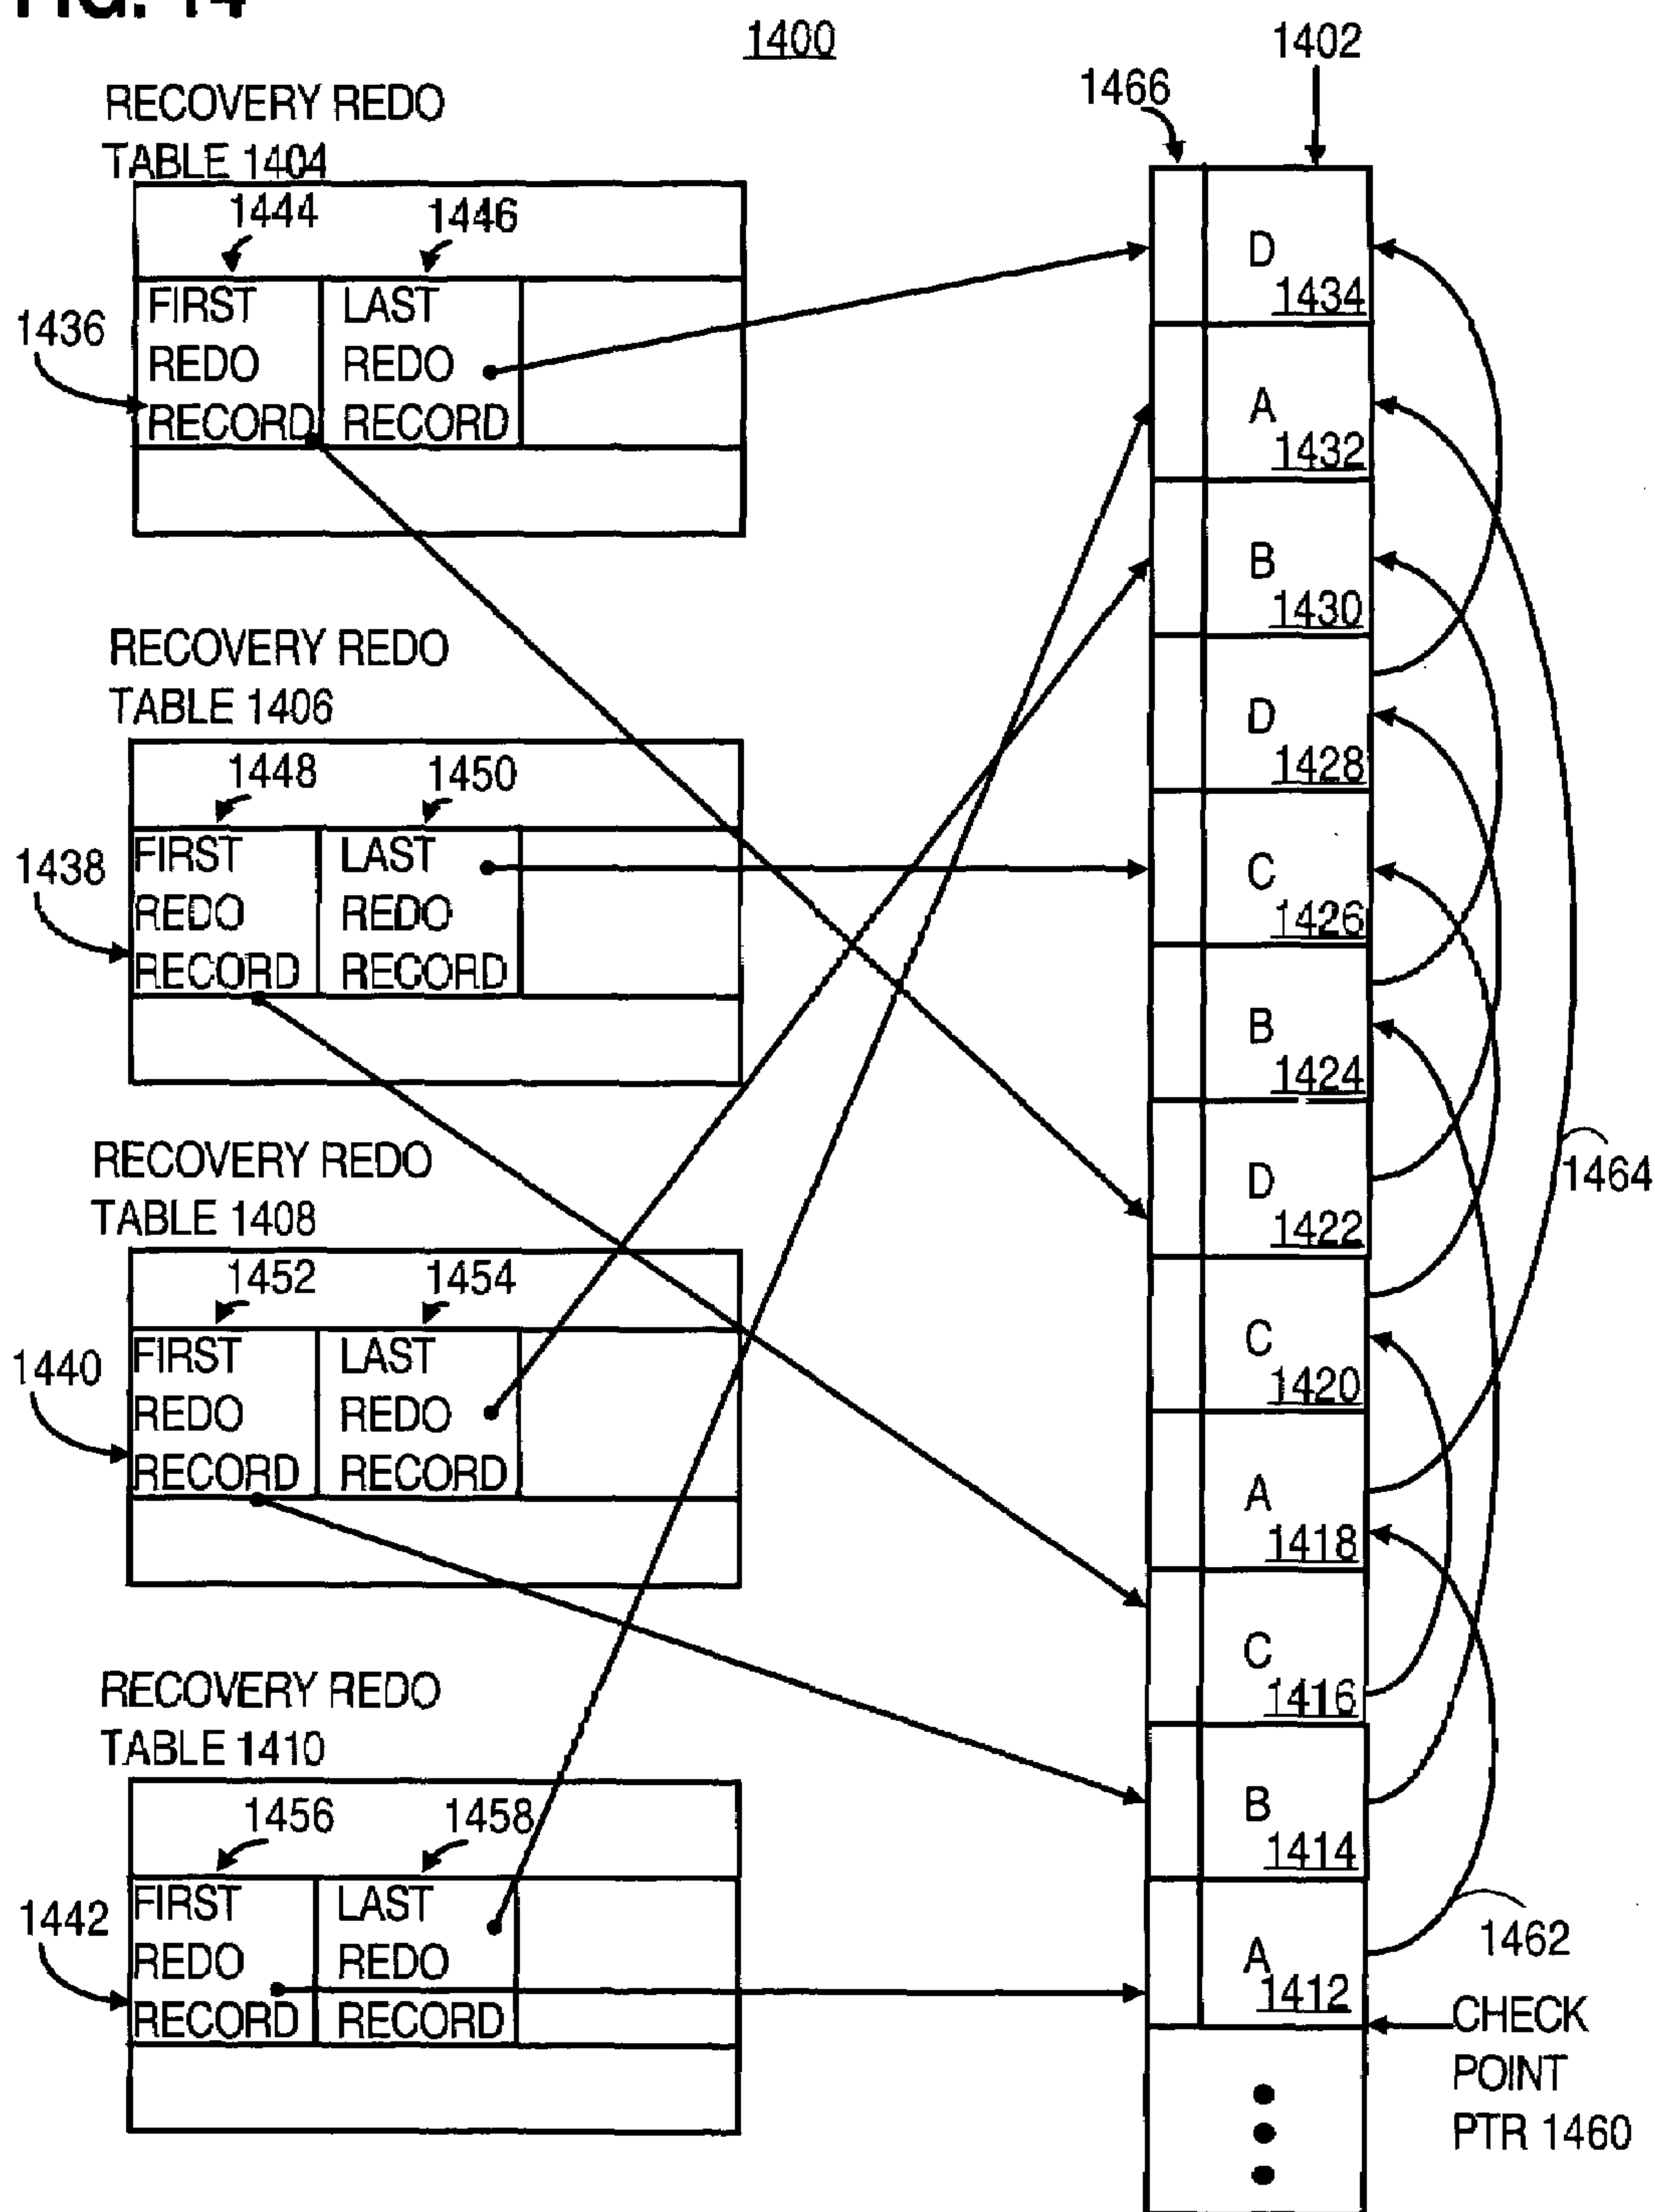 FIG. 14
1400
1402
1466
RECOVERY REDO
TABLE 1404
1444
1446
1436
FIRST
REDO
RECORD
LAST
REDO
RECORD
RECOVERY REDO
TABLE 1406
1448
1450
1438
FIRST
REDO
RECORD
LAST
REDO
RECORD
RECOVERY REDO
TABLE 1408
1452
1454
1440
FIRST
REDO
RECORD
LAST
REDO
RECORD
RECOVERY REDO
TABLE 1410
1456
1458
1442
FIRST
REDO
RECORD
LAST
REDO
RECORD
D
1434
A
1432
B
1430
D
1428
C
1426
B
1424
D
1422
C
1420
A
1418
C
1416
B
1414
A
1412
1464
1462
CHECK
POINT
PTR 1460